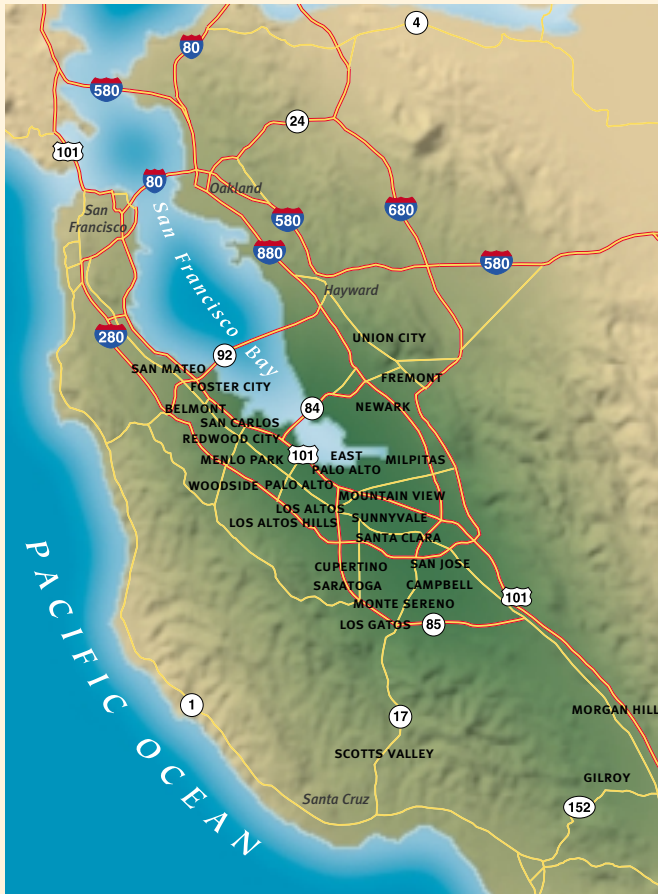 4
80
580
24
101
80
Oakland
680
San
Francisco
580
880
580
San Francisco Bay
Hayward
280
UNION CITY
92
SAN MATEO
FREMONT
FOSTER CITY
84
NEWARK
BELMONT
SAN CARLOS
REDWOOD CITY
101
EAST
PALO ALTO
MENLO PARK
MILPITAS
WOODSIDE
PALO ALTO
MOUNTAIN VIEW
LOS ALTOS
SUNNYVALE
LOS ALTOS HILLS
SANTA CLARA
CUPERTINO
SAN JOSE
SARATOGA
CAMPBELL
101
MONTE SERENO
LOS GATOS
85
PACIFIC OCEAN
1
17
MORGAN HILL
SCOTTS VALLEY
GILROY
Santa Cruz
152